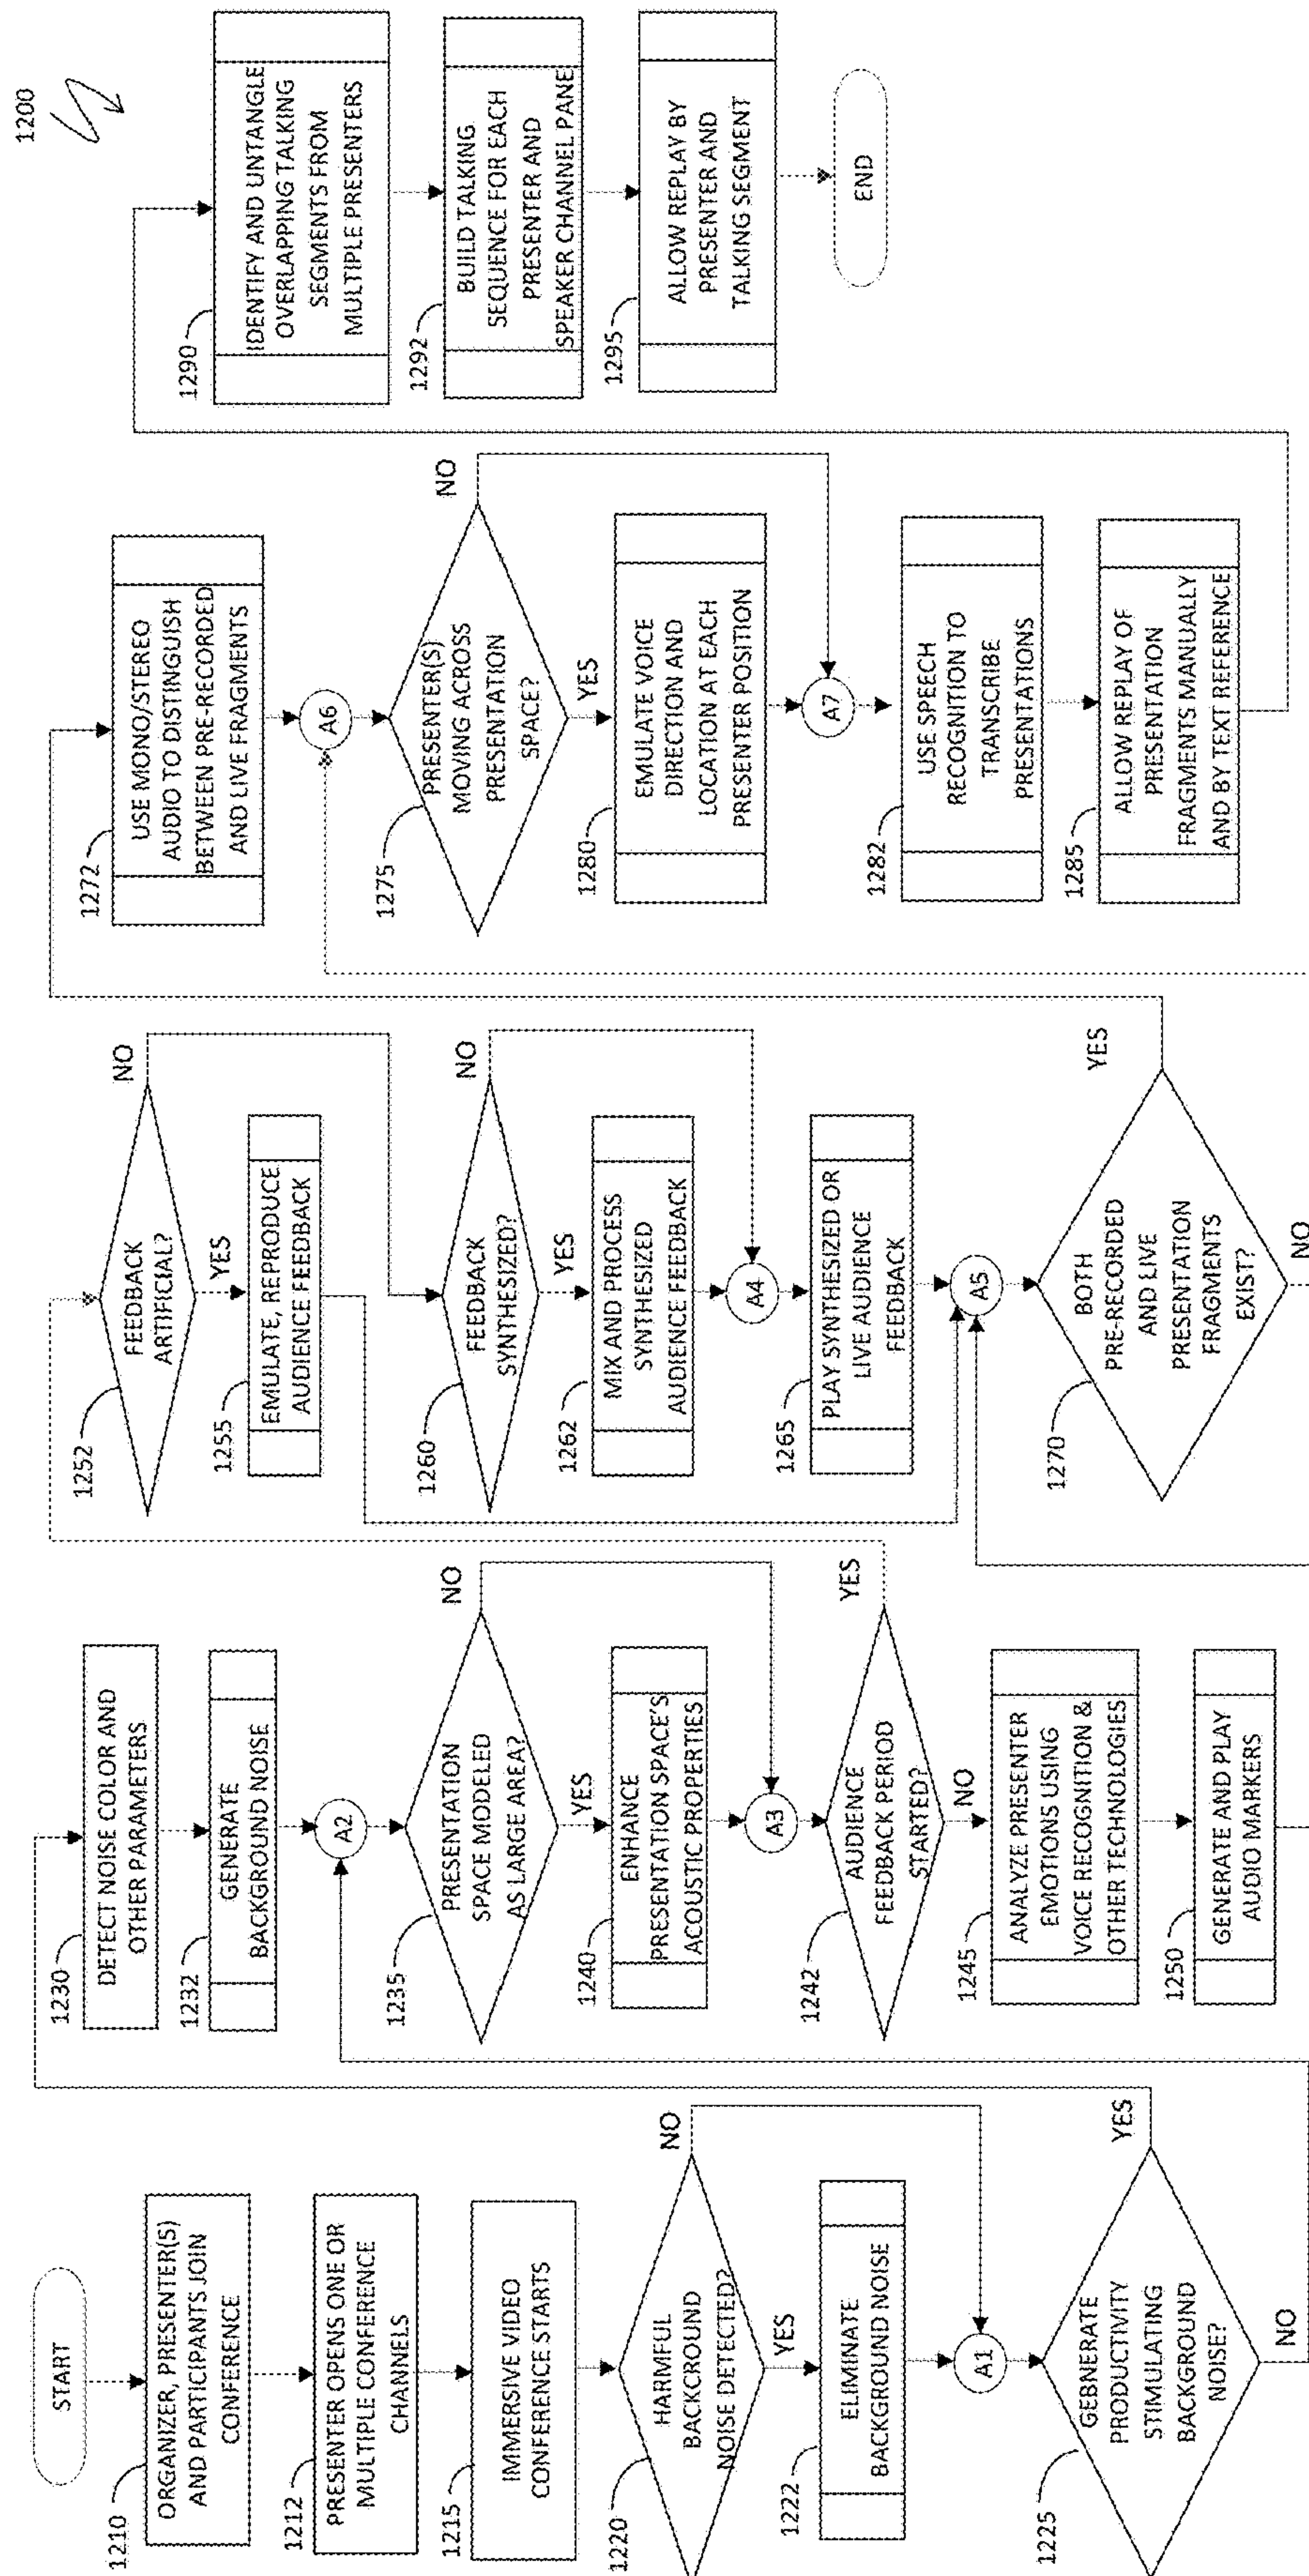 1200
START
1210
ORGANIZER, PRESENTER(S)
AND PARTICIPANTS JOIN
CONFERENCE
1212
PRESENTER OPENS ONE OR
MULTIPLE CONFERENCE
CHANNELS
1215
IMMERSIVE VIDEO
CONFERENCE STARTS
1220
HARMFUL
BACKGROUND
NOISE DETECTED?
NO
YES
1222
ELIMINATE
BACKGROUND NOISE
A1
1225
GEBNERATE
PRODUCTIVITY
STIMULATING
BACKGROUND
NOISE?
YES
NO
1230
DETECT NOISE COLOR AND
OTHER PARAMETERS
1232
GENERATE
BACKGROUND NOISE
A2
1235
PRESENTATION
SPACE MODELED
AS LARGE AREA?
NO
YES
1240
ENHANCE
PRESENTATION SPACE'S
ACOUSTIC PROPERTIES
A3
1242
AUDIENCE
FEEDBACK PERIOD
STARTED?
YES
NO
1245
ANALYZE PRESENTER
EMOTIONS USING
VOICE RECOGNITION &
OTHER TECHNOLOGIES
1250
GENERATE AND PLAY
AUDIO MARKERS
1252
FEEDBACK
ARTIFICIAL?
NO
YES
1255
EMULATE, REPRODUCE
AUDIENCE FEEDBACK
1260
FEEDBACK
SYNTHESIZED?
NO
YES
1262
MIX AND PROCESS
SYNTHESIZED
AUDIENCE FEEDBACK
A4
1265
PLAY SYNTHESIZED OR
LIVE AUDIENCE
FEEDBACK
A5
1270
BOTH
PRE-RECORDED
AND LIVE
PRESENTATION
FRAGMENTS
EXIST?
YES
NO
1272
USE MONO/STEREO
AUDIO TO DISTINGUISH
BETWEEN PRE-RECORDED
AND LIVE FRAGMENTS
A6
1275
PRESENTER(S)
MOVING ACROSS
PRESENTATION
SPACE?
NO
YES
1280
EMULATE VOICE
DIRECTION AND
LOCATION AT EACH
PRESENTER POSITION
A7
1282
USE SPEECH
RECOGNITION TO
TRANSCRIBE
PRESENTATIONS
1285
ALLOW REPLAY OF
PRESENTATION
FRAGMENTS MANUALLY
AND BY TEXT REFERENCE
1290
IDENTIFY AND UNTANGLE
OVERLAPPING TALKING
SEGMENTS FROM
MULTIPLE PRESENTERS
1292
BUILD TALKING
SEQUENCE FOR EACH
PRESENTER AND
SPEAKER CHANNEL PANE
1295
ALLOW REPLAY BY
PRESENTER AND
TALKING SEGMENT
END